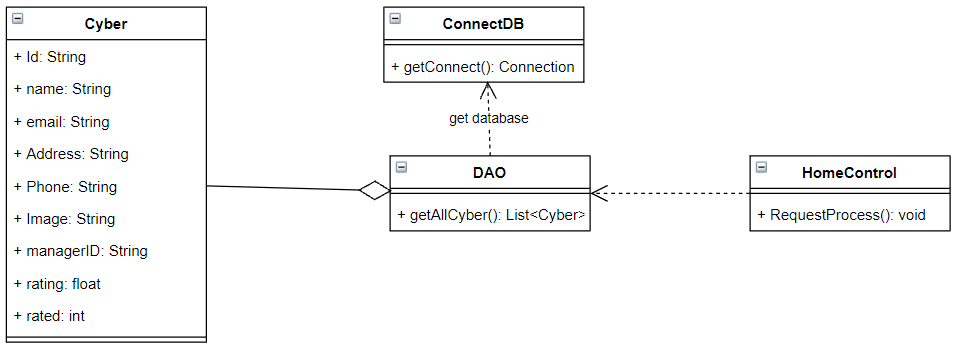 Cyber
+ Id: String
+ name: String
+ email: String
+ Address: String
+ Phone: String
+ Image: String
+ managerID: String
+ rating: float
+ rated: int
ConnectDB
+ getConnect(): Connection
get database
DAO
+ getAllCyber(): List<Cyber>
HomeControl
+ RequestProcess(): void